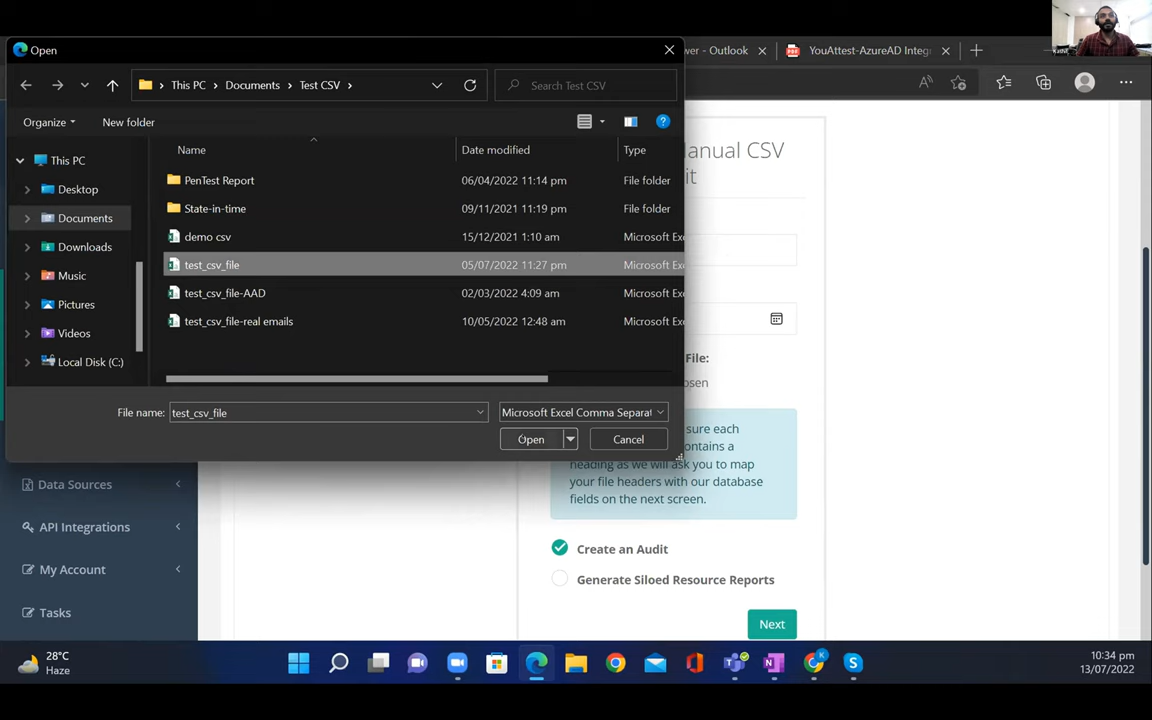 Open
wer - Outlook
YouAttest-AzureAD Integ
This PC
Documents
Test CSV
Search Test CSV
Organize
New folder
Name
Date modified
Type
This PC
Desktop
Documents
Downloads
Music
Pictures
Videos
Local Disk (C:)
PenTest Report
06/04/2022 11:14 pm
File folder
State-in-time
09/11/2021 11:19 pm
File folder
demo csv
15/12/2021 1:10 am
Microsoft Exc
test_csv_file
05/07/2022 11:27 pm
Microsoft Exc
test_csv_file-AAD
02/03/2022 4:09 am
Microsoft Exc
test_csv_file-real emails
10/05/2022 12:48 am
Microsoft Exc
File name:
test_csv_file
Microsoft Excel Comma Separat
Open
Cancel
anual CSV
it
File:
osen
sure each
ontains a
heading as we will ask you to map
your file headers with our database
fields on the next screen.
Create an Audit
Generate Siloed Resource Reports
Next
Data Sources
API Integrations
My Account
Tasks
28°C
Haze
10:34 pm
13/07/2022